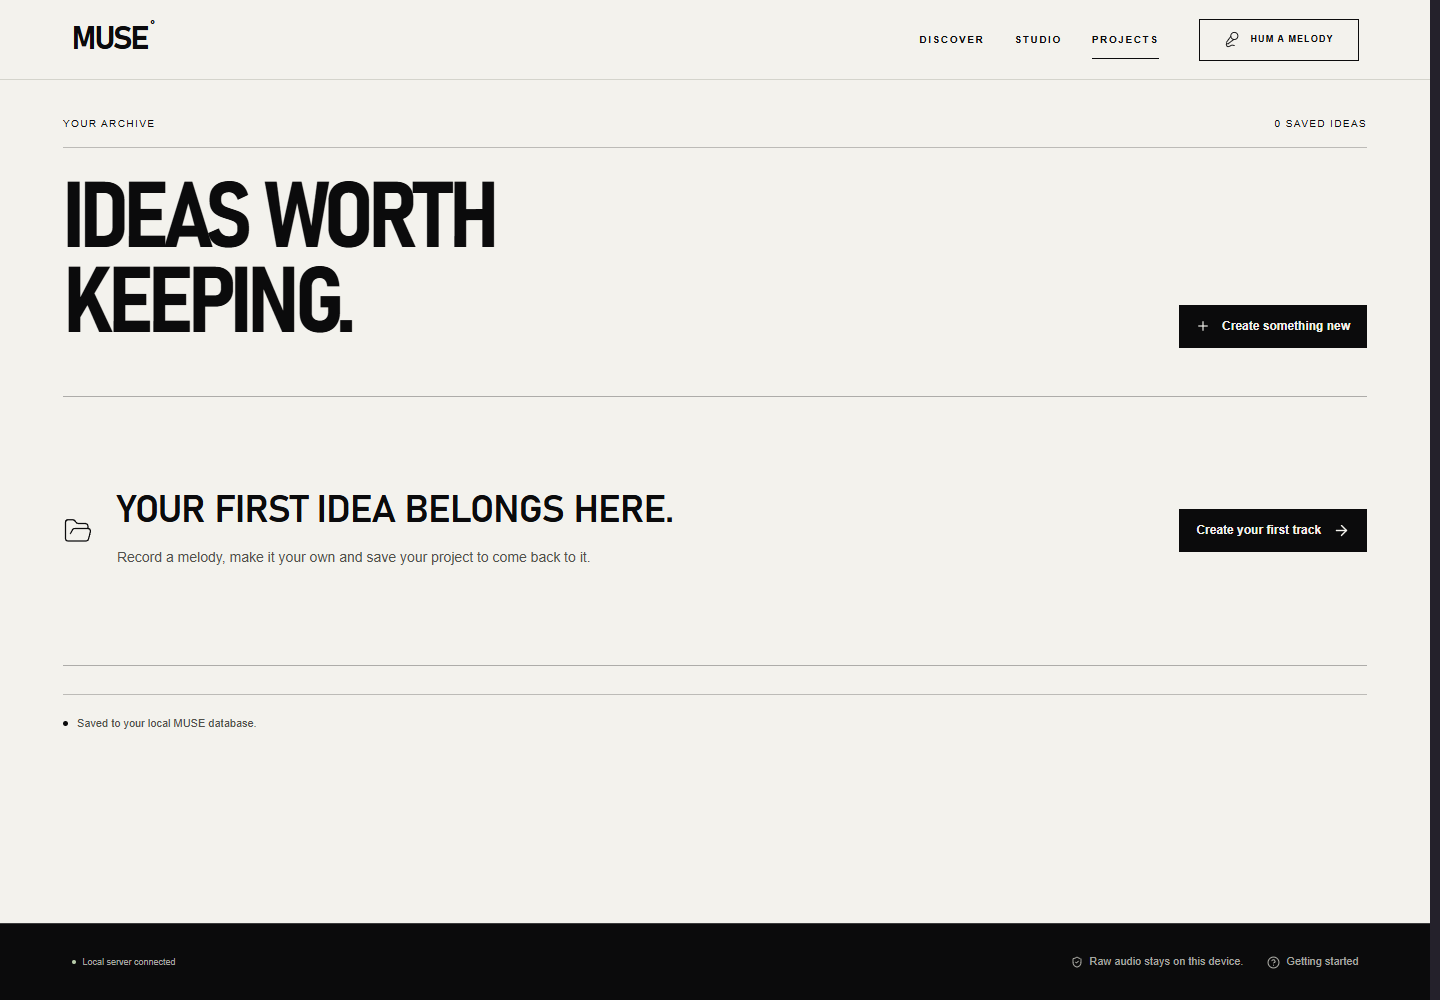 MUSE°
DISCOVER
STUDIO
PROJECTS
HUM A MELODY
YOUR ARCHIVE
0 SAVED IDEAS
IDEAS WORTH
KEEPING.
Create something new
YOUR FIRST IDEA BELONGS HERE.
Record a melody, make it your own and save your project to come back to it.
Create your first track
Saved to your local MUSE database.
Local server connected
Raw audio stays on this device.
Getting started